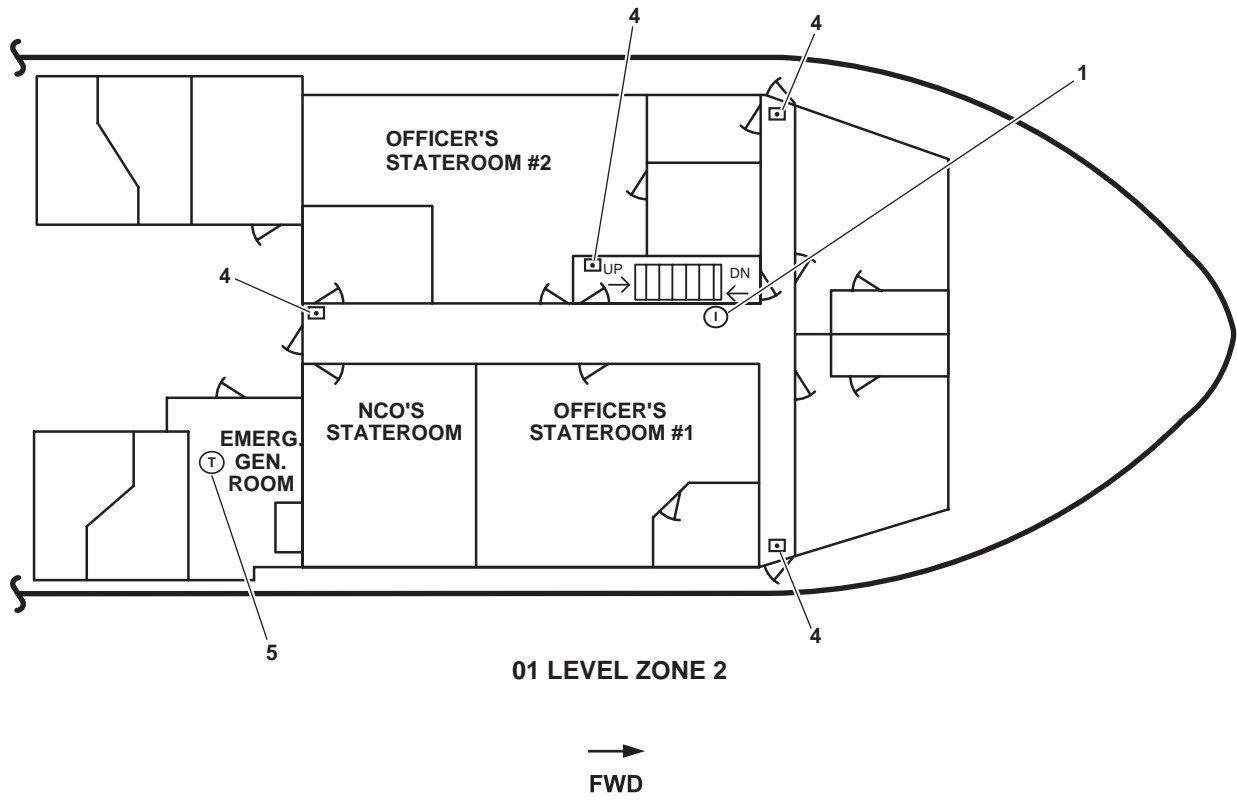 4
4
1
OFFICER'S
STATEROOM #2
4
UP
DN
4
I
NCO'S
STATEROOM
OFFICER'S
STATEROOM #1
EMERG.
GEN.
ROOM
T
4
5
01 LEVEL ZONE 2
FWD